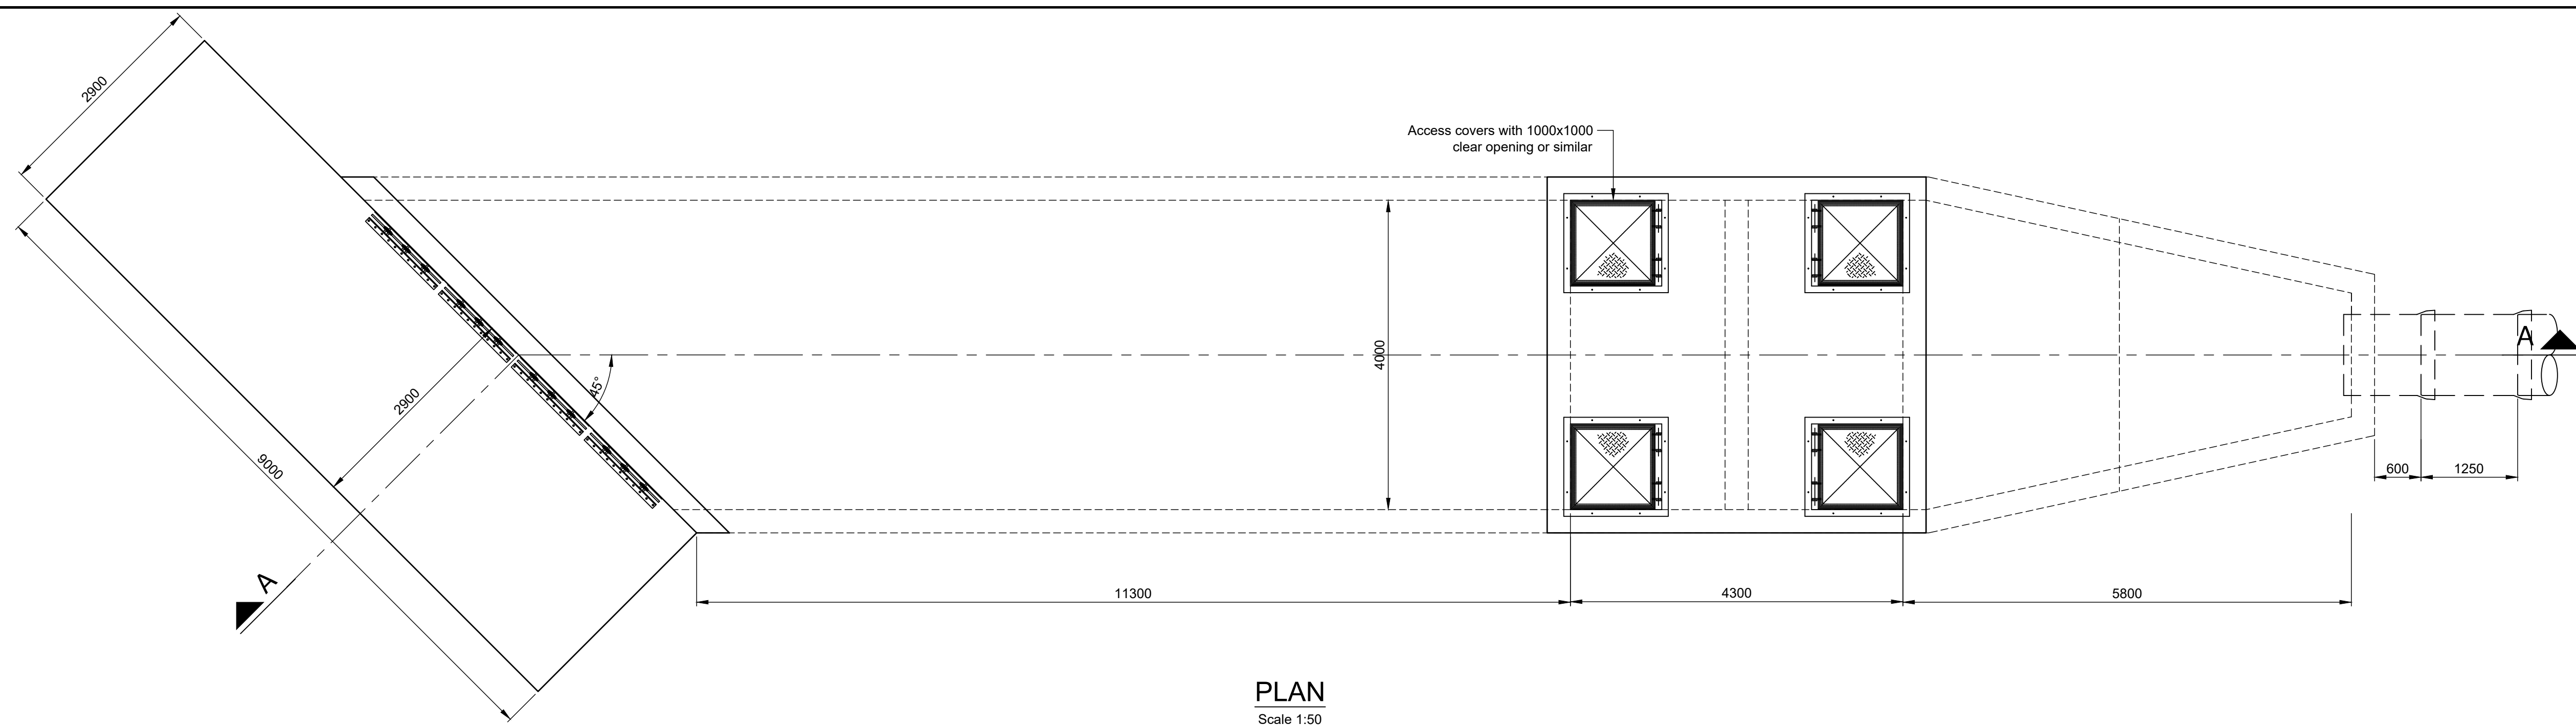 2900
Access covers with 1000x1000
clear opening or similar
A
4000
45°
2900
9000
600
1250
A
11300
4300
5800
PLAN
Scale 1:50